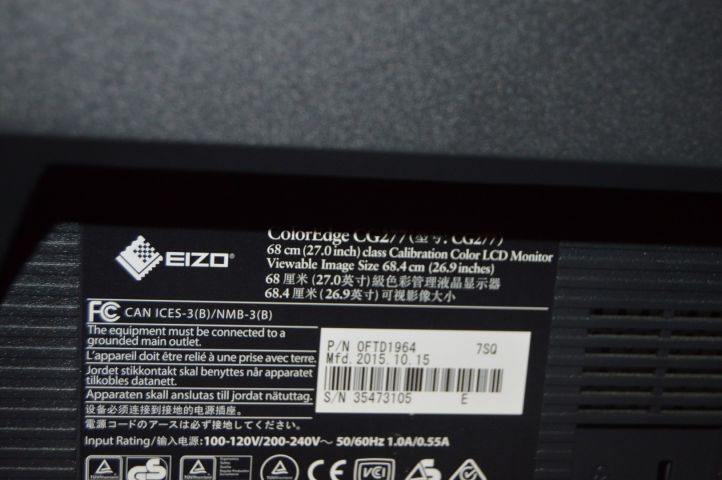 ColorEdge CG277 (型号: CG277)
68 cm (27.0 inch) class Calibration Color LCD Monitor
Viewable Image Size 68.4 cm (26.9 inches)
68 厘米 (27.0英寸) 級色彩管理液晶显示器
68.4 厘米 (26.9英寸) 可视影像大小
EIZO
FC CAN ICES-3(B)/NMB-3(B)
The equipment must be connected to a
grounded main outlet.
L'appareil doit être relié à une prise avec terre.
Jordet stikkontakt skal benyttes når apparatet
tilkobles datanett.
Apparaten skall anslutas till jordat nätuttag.
设备必须连接到接地的电源插座。
電源コードのアースは必ず接地してください。
Input Rating/输入电源: 100-120V/200-240V～ 50/60Hz 1.0A/0.55A
P/N 0FTD1964 7SQ
Mfd. 2015.10.15
S/N 35473105 E
CE VCI